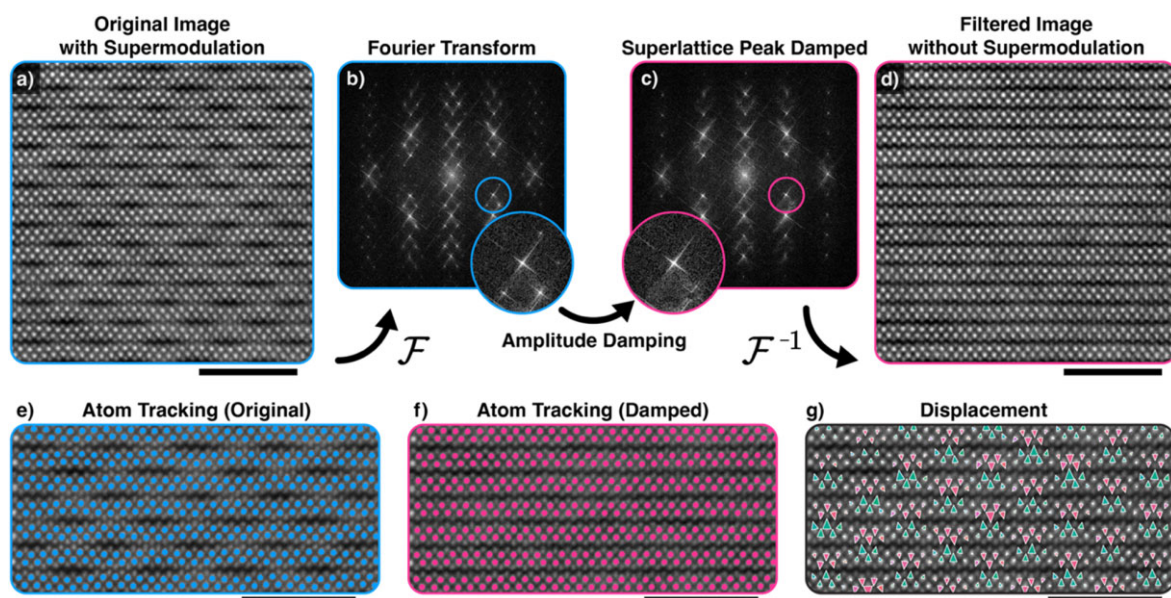 Original Image
with Supermodulation
Fourier Transform
Superlattice Peak Damped
Filtered Image
without Supermodulation
a)
b)
c)
d)
ℱ
Amplitude Damping
ℱ⁻¹
e)
Atom Tracking (Original)
f)
Atom Tracking (Damped)
g)
Displacement